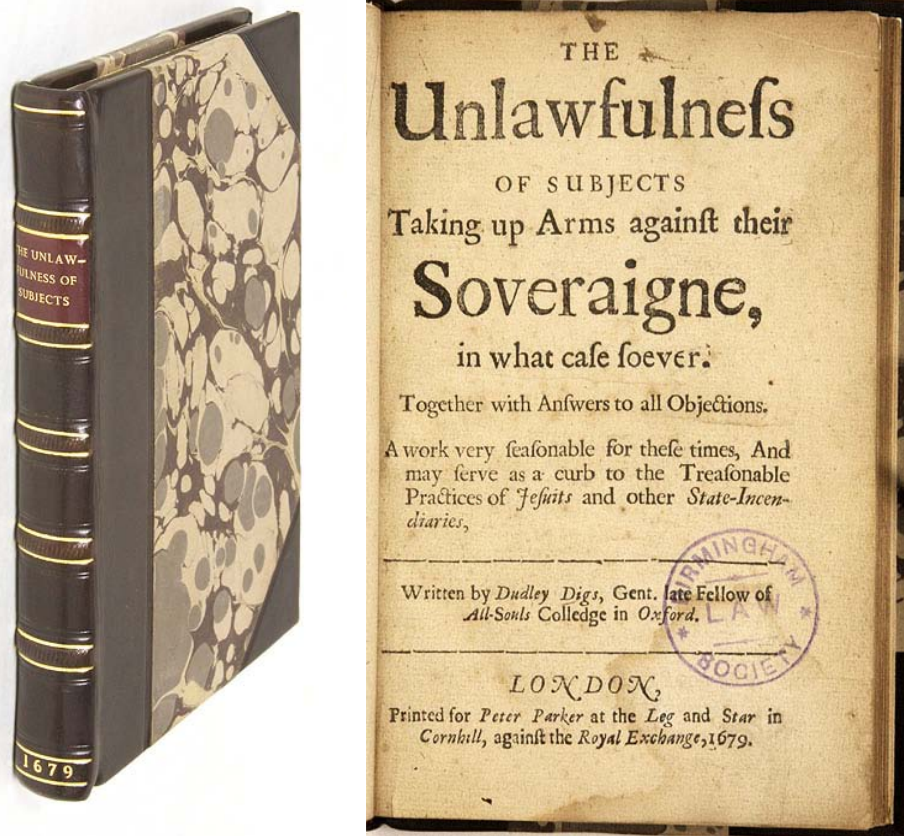 THE UNLAW-
FULNESS OF
SUBJECTS
1679
THE
Unlawfulneſs
OF SUBJECTS
Taking up Arms againſt their
Soveraigne,
in what caſe ſoever.
Together with Anſwers to all Objections.
A work very ſeaſonable for theſe times, And
may ſerve as a curb to the Treaſonable
Practices of Jeſuits and other State-Incen-
diaries,
Written by Dudley Digs, Gent. late Fellow of
All-Souls Colledge in Oxford.
BIRMINGHAM
LAW
SOCIETY
LONDON,
Printed for Peter Parker at the Leg and Star in
Cornhill, againſt the Royal Exchange, 1679.